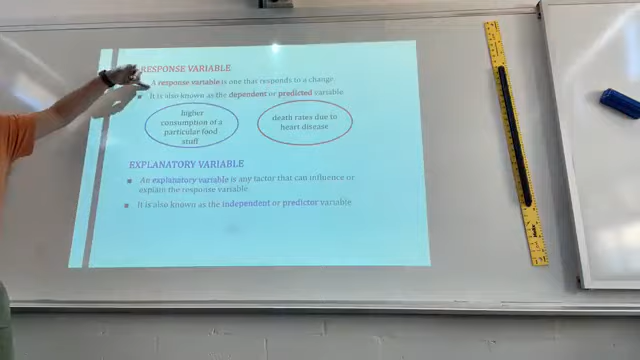 RESPONSE VARIABLE
A response variable is one that responds to a change.
It is also known as the dependent or predicted variable.
higher
consumption of a
particular food
stuff
death rates due to
heart disease
EXPLANATORY VARIABLE
An explanatory variable is any factor that can influence or
explain the response variable.
It is also known as the independent or predictor variable